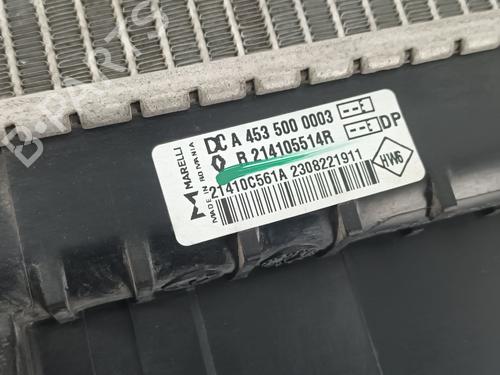 MARELLI
MADE IN ROMANIA
DC A 453 500 0003
R 214105514R
DP
21410C561A 2308221911
HW6
B-PARTS